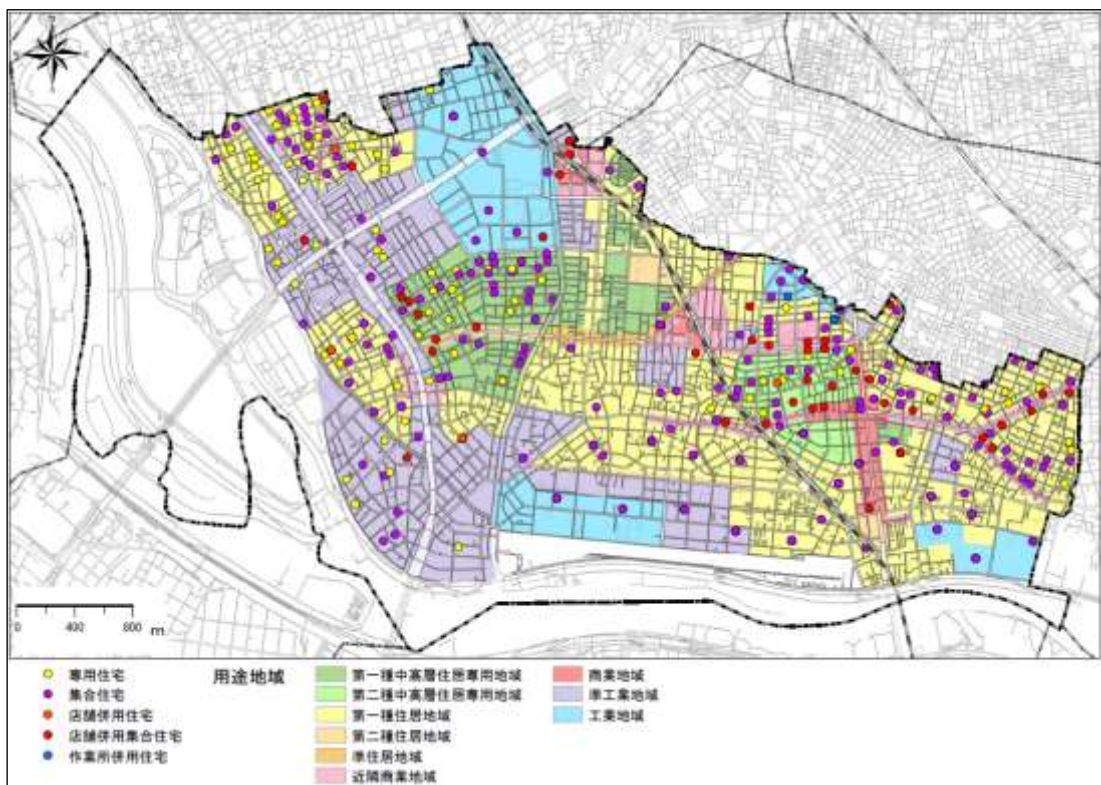 0 400 800 m
専用住宅
集合住宅
店舗併用住宅
店舗併用集合住宅
作業所併用住宅
用途地域
第一種中高層住居専用地域
第二種中高層住居専用地域
第一種住居地域
第二種住居地域
準住居地域
近隣商業地域
商業地域
準工業地域
工業地域